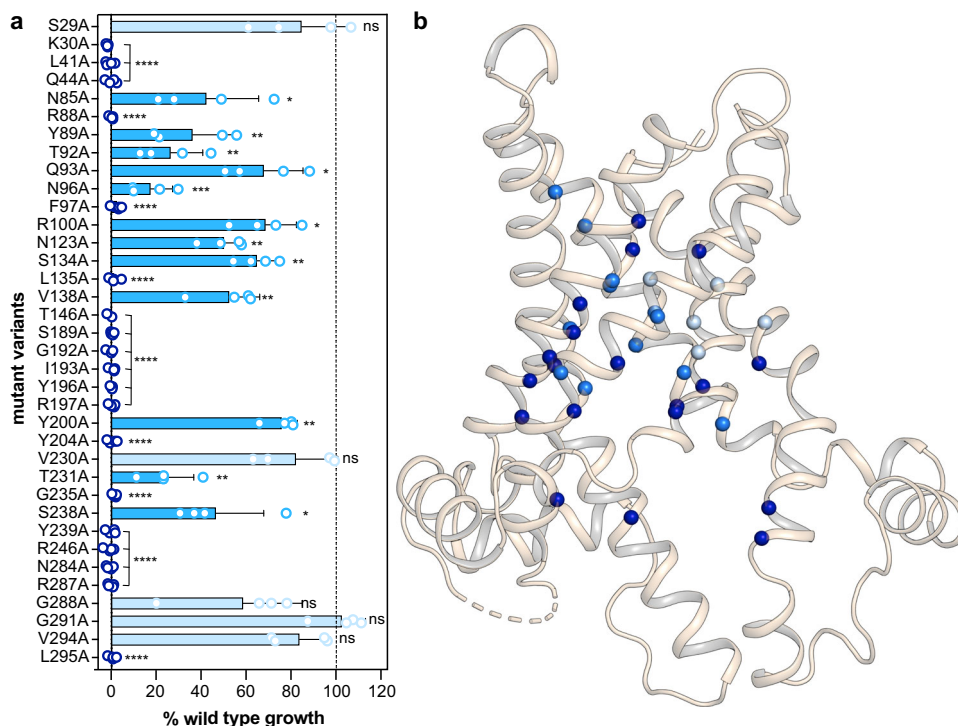 a
b
S29A
ns
K30A
L41A
****
Q44A
N85A
*
R88A
****
Y89A
**
T92A
**
Q93A
*
N96A
***
F97A
****
R100A
*
N123A
**
S134A
**
L135A
****
V138A
**
T146A
S189A
G192A
****
I193A
Y196A
R197A
Y200A
**
Y204A
****
V230A
ns
T231A
**
G235A
****
S238A
*
Y239A
R246A
****
N284A
R287A
G288A
ns
G291A
ns
V294A
ns
L295A
****
mutant variants
0 20 40 60 80 100 120
% wild type growth